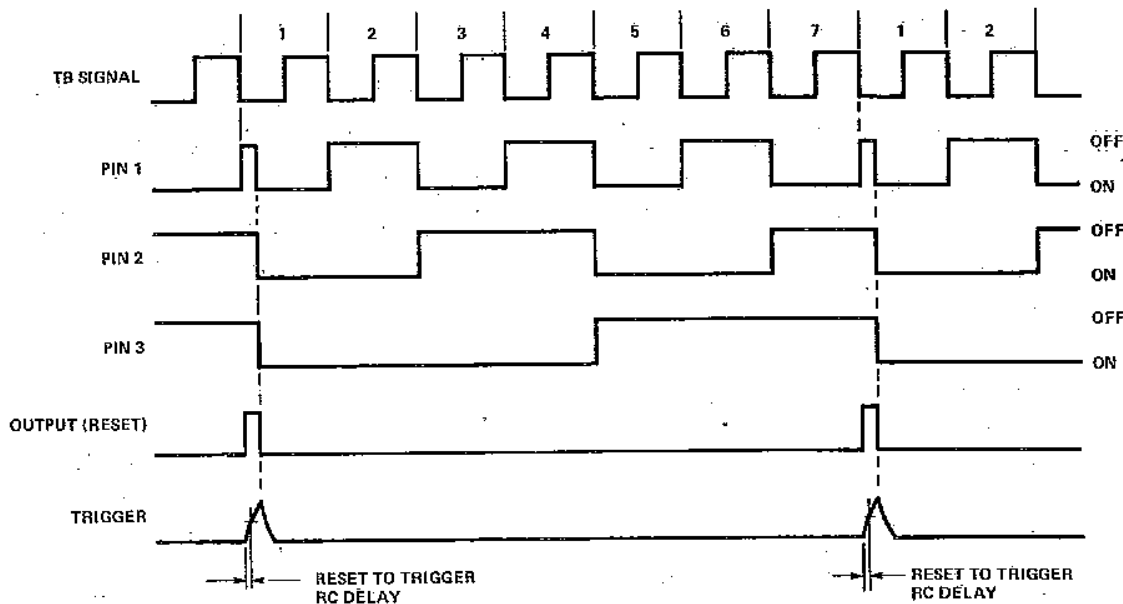 1 2 3 4 5 6 7 1 2
TB SIGNAL
PIN 1
OFF
ON
PIN 2
OFF
ON
PIN 3
OFF
ON
OUTPUT (RESET)
TRIGGER
RESET TO TRIGGER
RC DELAY
RESET TO TRIGGER
RC DELAY